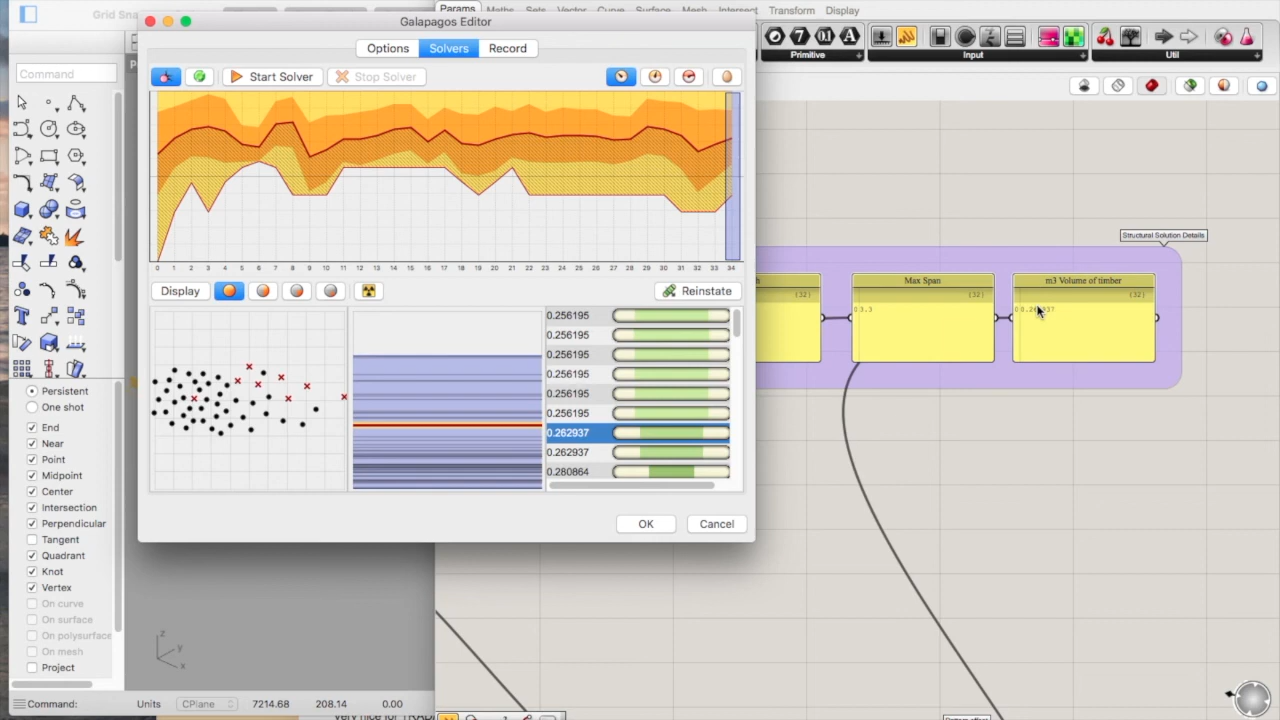 Grid Sna
Galapagos Editor
Params Maths Sets Vector Curve Surface Mesh Intersect Transform Display
Options Solvers Record
Command
Start Solver Stop Solver
Primitive Input Util
0 1 2 3 4 5 6 7 8 9 10 11 12 13 14 15 16 17 18 19 20 21 22 23 24 25 26 27 28 29 30 31 32 33 34
Structural Solution Details
Display Reinstate
h Max Span m3 Volume of timber
{32} {32} {32}
0 3.3
0.256195
0.256195
0.256195
0.256195
0.256195
0.256195
0.262937
0.262937
0.280864
OK Cancel
Persistent
One shot
End
Near
Point
Midpoint
Center
Intersection
Perpendicular
Tangent
Quadrant
Knot
Vertex
On curve
On surface
On polysurface
On mesh
Project
z
y
x
Command: Units CPlane 7214.68 208.14 0.00